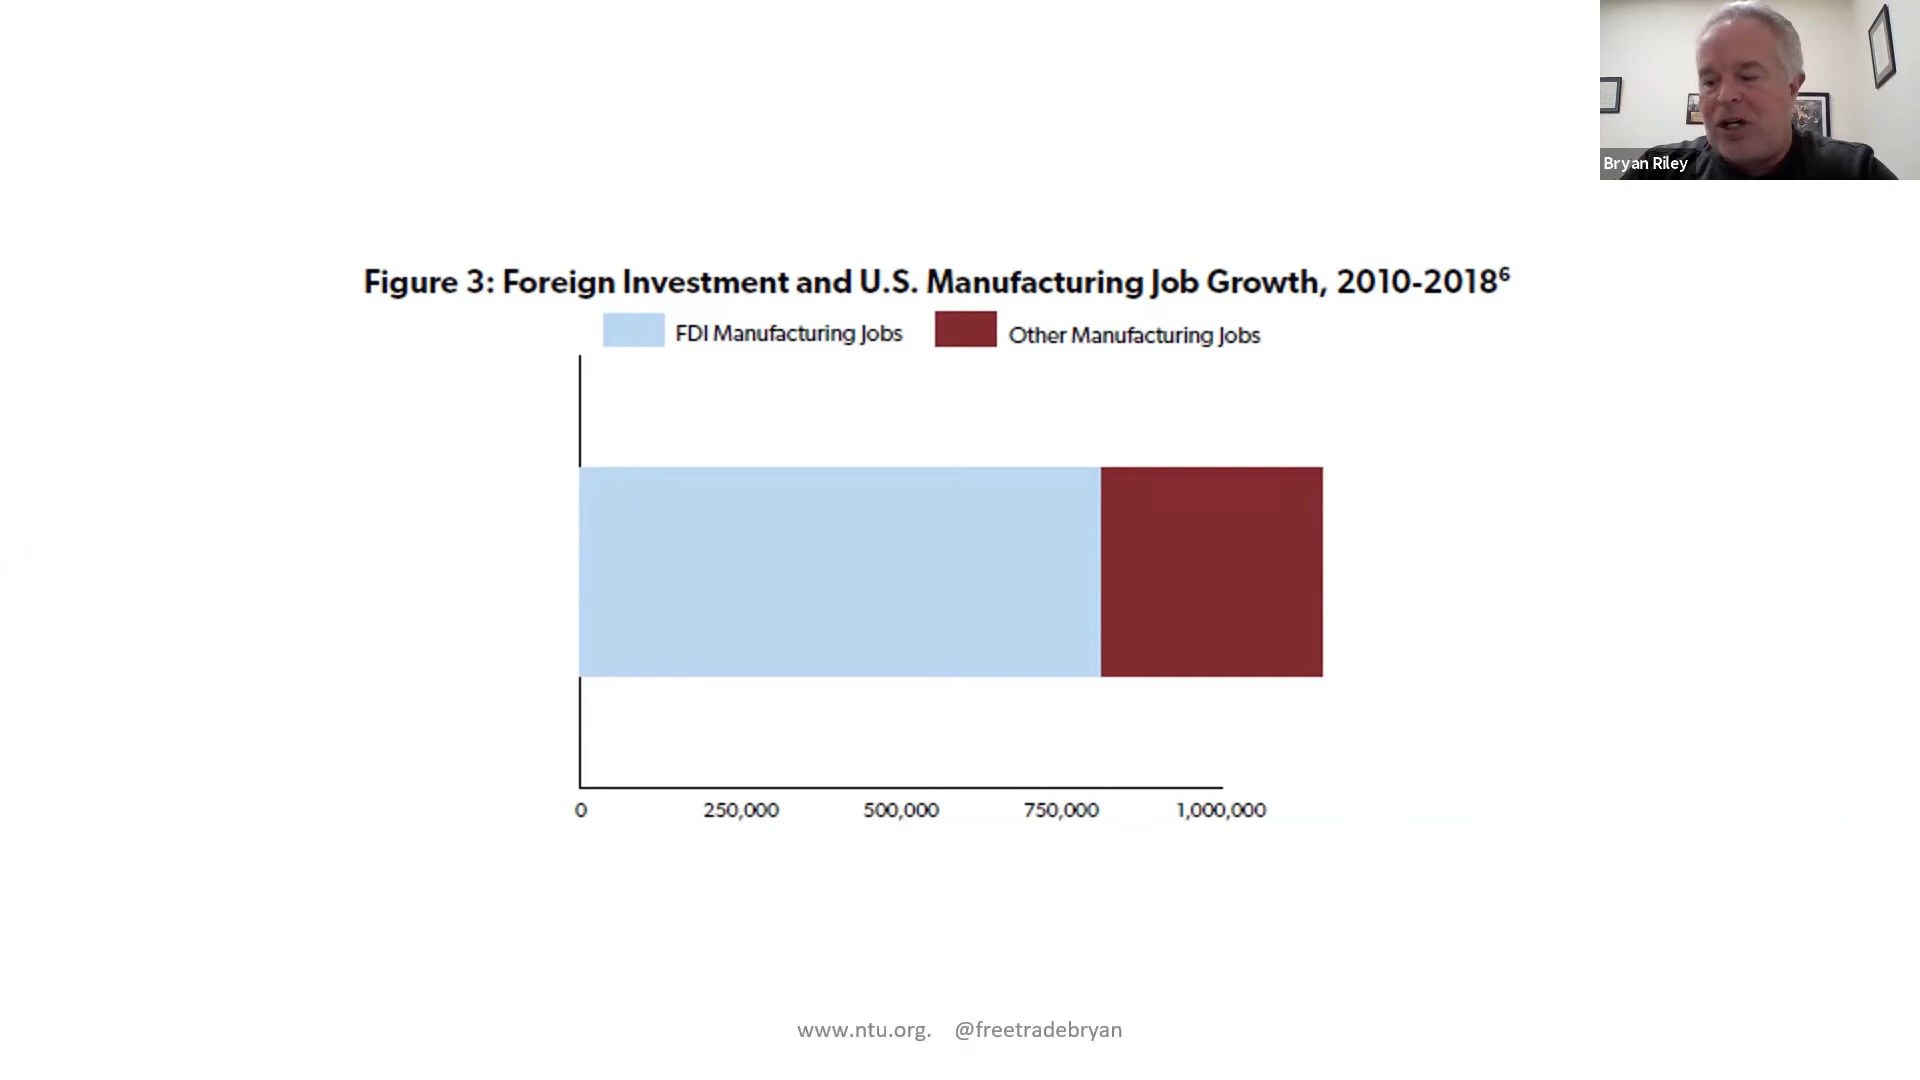 Bryan Riley
Figure 3: Foreign Investment and U.S. Manufacturing Job Growth, 2010-2018⁶
FDI Manufacturing Jobs Other Manufacturing Jobs
0 250,000 500,000 750,000 1,000,000
www.ntu.org. @freetradebryan